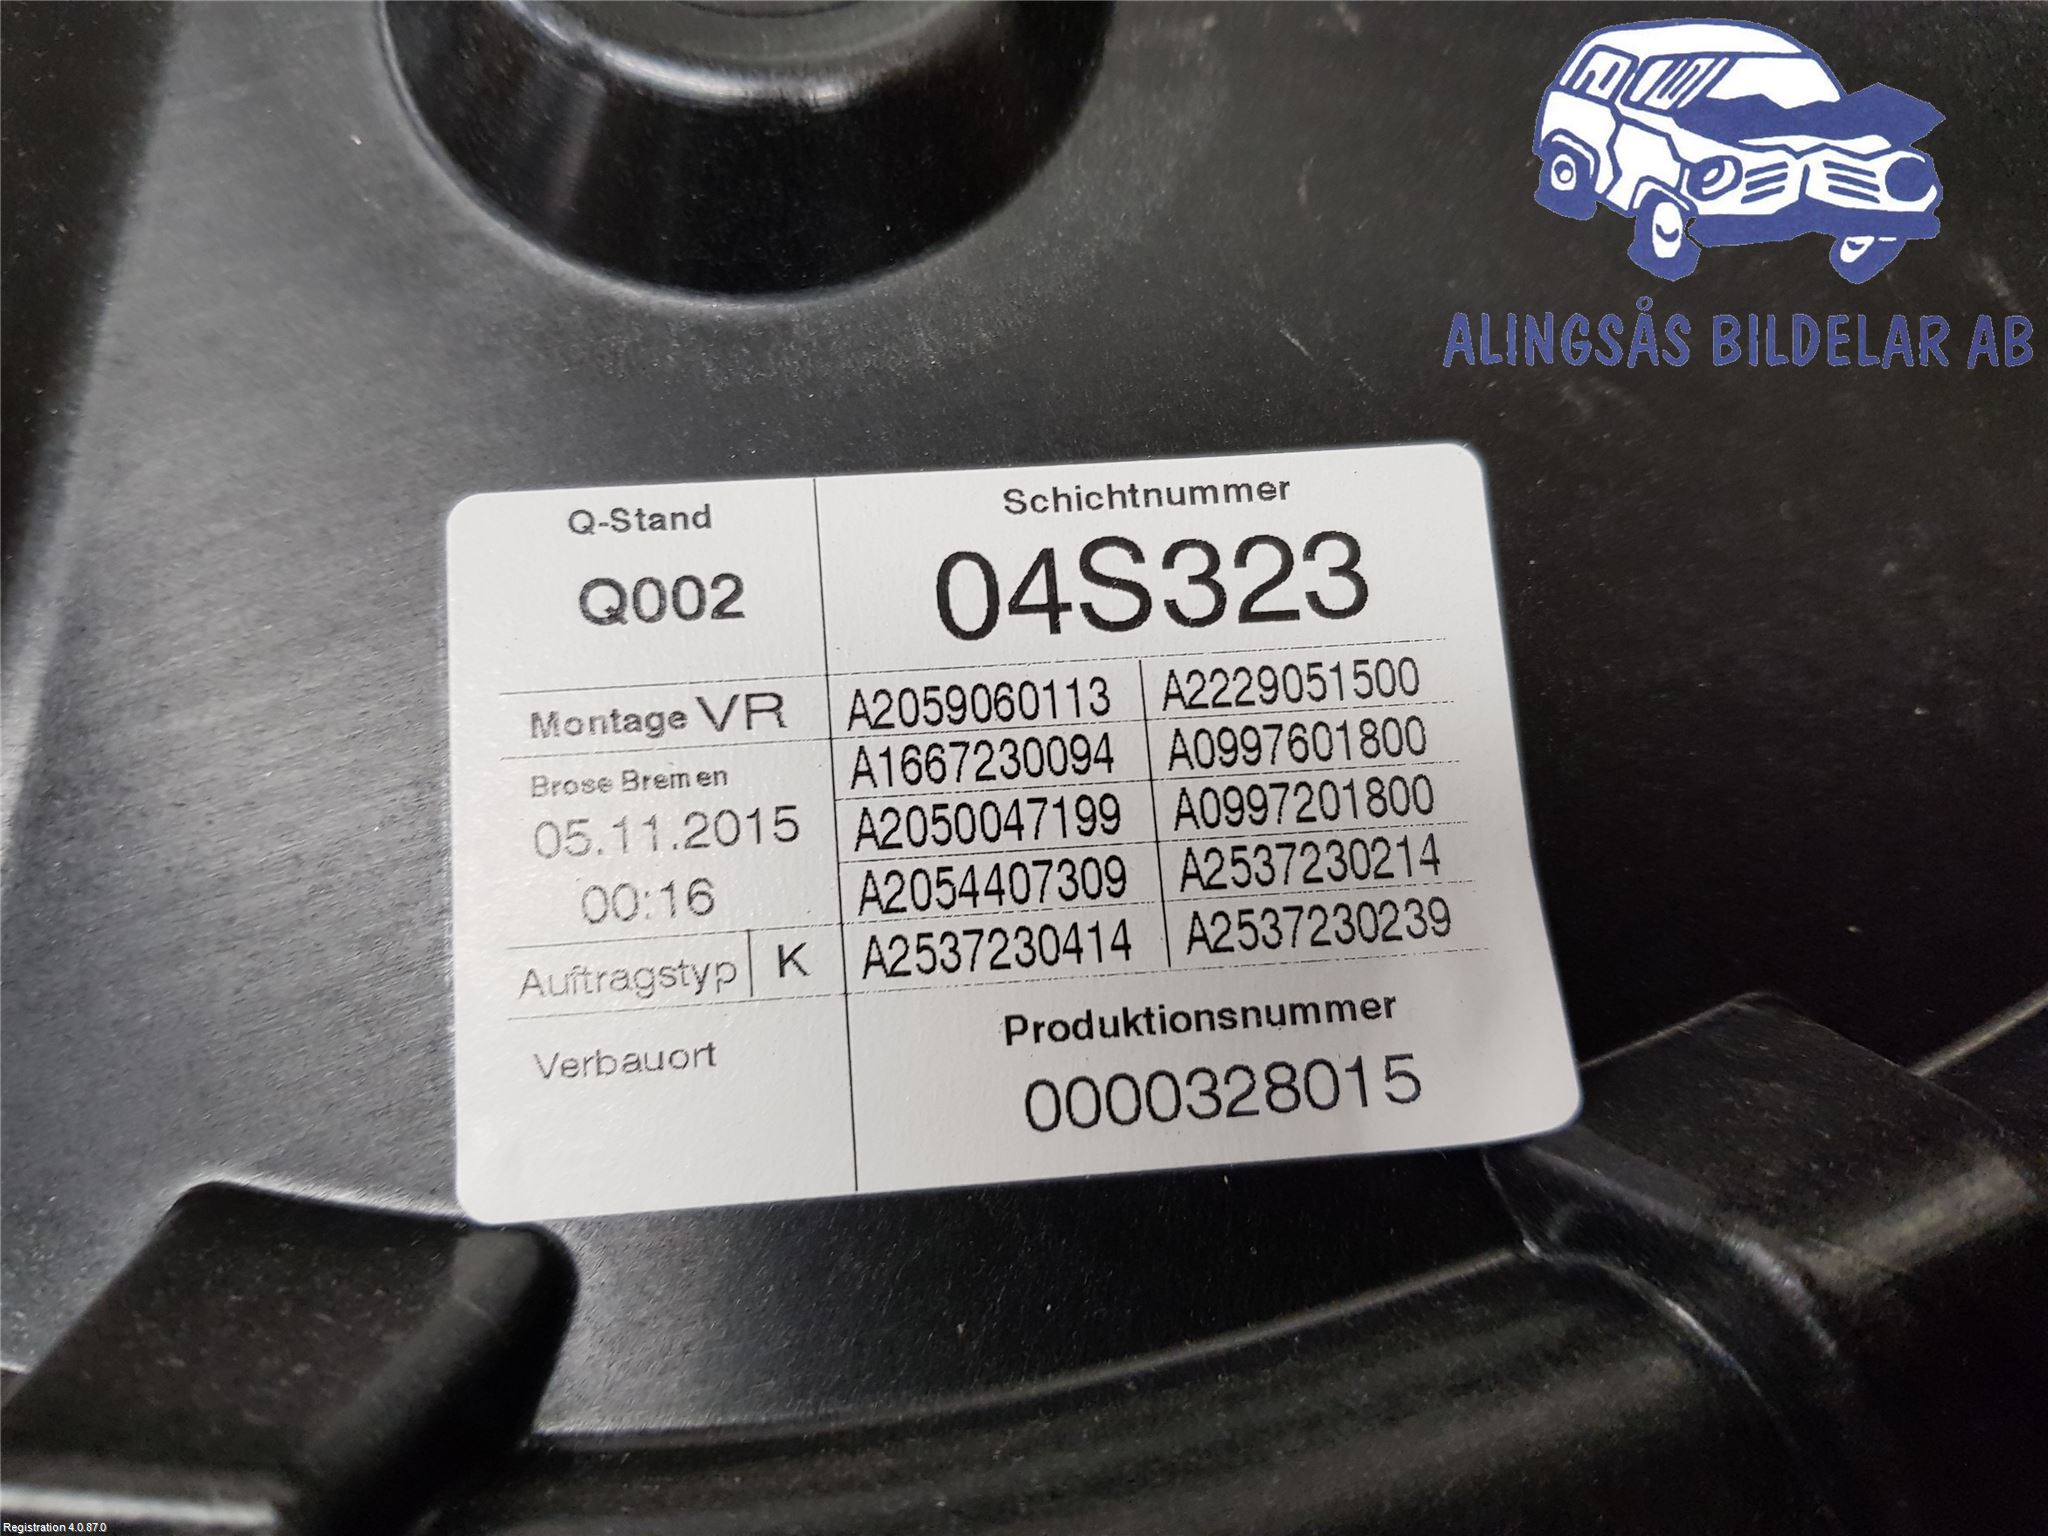 ALINGSÅS BILDELAR AB
Q-Stand
Q002
Schichtnummer
04S323
Montage VR
A2059060113 A2229051500
Brose Bremen
A1667230094 A0997601800
05.11.2015
A2050047199 A0997201800
00:16
A2054407309 A2537230214
Auftragstyp K
A2537230414 A2537230239
Verbauort
Produktionsnummer
0000328015
Registration 4.0.87.0